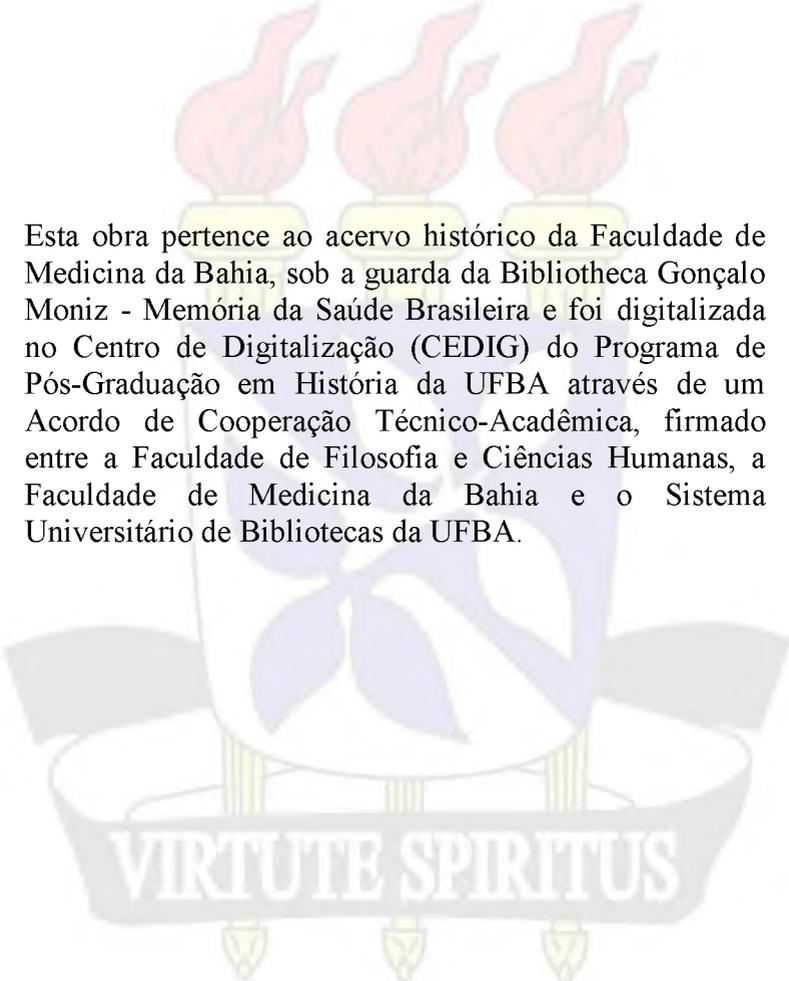 Esta obra pertence ao acervo histórico da Faculdade de
Medicina da Bahia, sob a guarda da Bibliotheca Gonçalo
Moniz - Memória da Saúde Brasileira e foi digitalizada
no Centro de Digitalização (CEDIG) do Programa de
Pós-Graduação em História da UFBA através de um
Acordo de Cooperação Técnico-Acadêmica, firmado
entre a Faculdade de Filosofia e Ciências Humanas, a
Faculdade de Medicina da Bahia e o Sistema
Universitário de Bibliotecas da UFBA.
VIRTUTE SPIRITUS